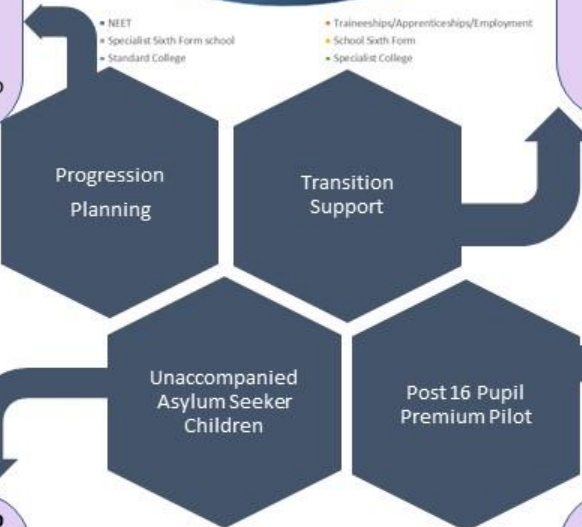 NEET
Specialist Sixth Form school
Standard College
Traineeships/Apprenticeships/Employment
School Sixth Form
Specialist College
Progression
Planning
Transition
Support
Unaccompanied
Asylum Seeker
Children
Post 16 Pupil
Premium Pilot